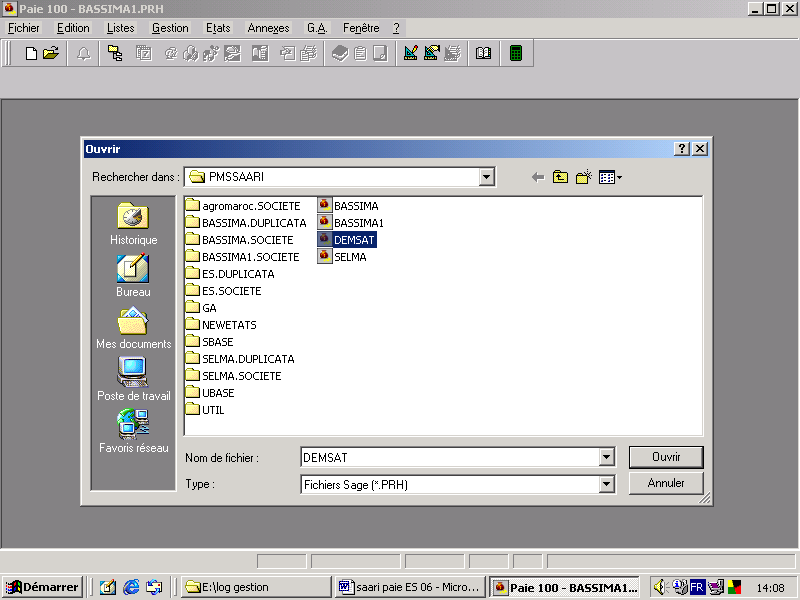 Paie 100 - BASSIMA1.PRH
Fichier Edition Listes Gestion Etats Annexes G.A. Fenêtre ?
Ouvrir
Rechercher dans : PMSSAARI
Historique
Bureau
Mes documents
Poste de travail
Favoris réseau
agromaroc.SOCIETE
BASSIMA.DUPLICATA
BASSIMA.SOCIETE
BASSIMA1.SOCIETE
ES.DUPLICATA
ES.SOCIETE
GA
NEWETATS
SBASE
SELMA.DUPLICATA
SELMA.SOCIETE
UBASE
UTIL
BASSIMA
BASSIMA1
DEMSAT
SELMA
Nom de fichier : DEMSAT Ouvrir
Type : Fichiers Sage (*.PRH) Annuler
Démarrer E:\log gestion saari paie ES 06 - Micro... Paie 100 - BASSIMA1... FR 14:08